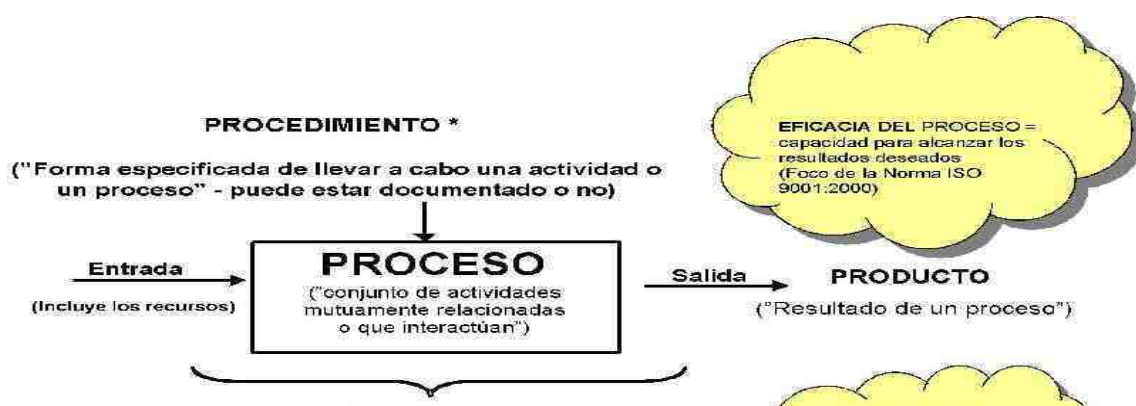 PROCEDIMIENTO *
("Forma especificada de llevar a cabo una actividad o
un proceso" - puede estar documentado o no)
EFICACIA DEL PROCESO =
capacidad para alcanzar los
resultados deseados
(Foco de la Norma ISO
9001:2000)
Entrada
(Incluye los recursos)
PROCESO
("conjunto de actividades
mutuamente relacionadas
o que interactúan")
Salida
PRODUCTO
("Resultado de un proceso")